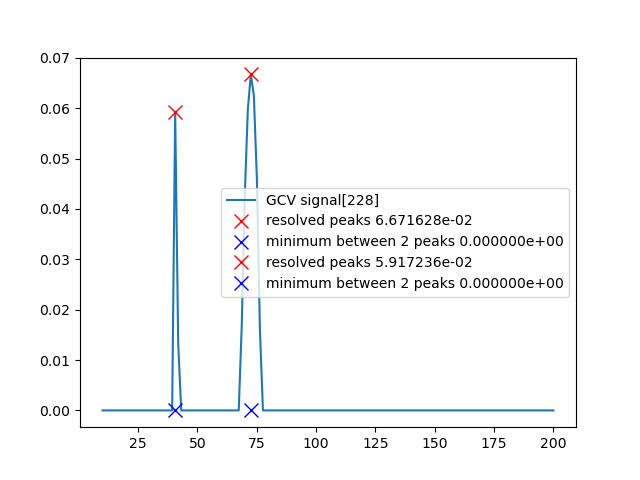 0.07
0.06
0.05
0.04
0.03
0.02
0.01
0.00
GCV signal[228]
resolved peaks 6.671628e-02
minimum between 2 peaks 0.000000e+00
resolved peaks 5.917236e-02
minimum between 2 peaks 0.000000e+00
25 50 75 100 125 150 175 200